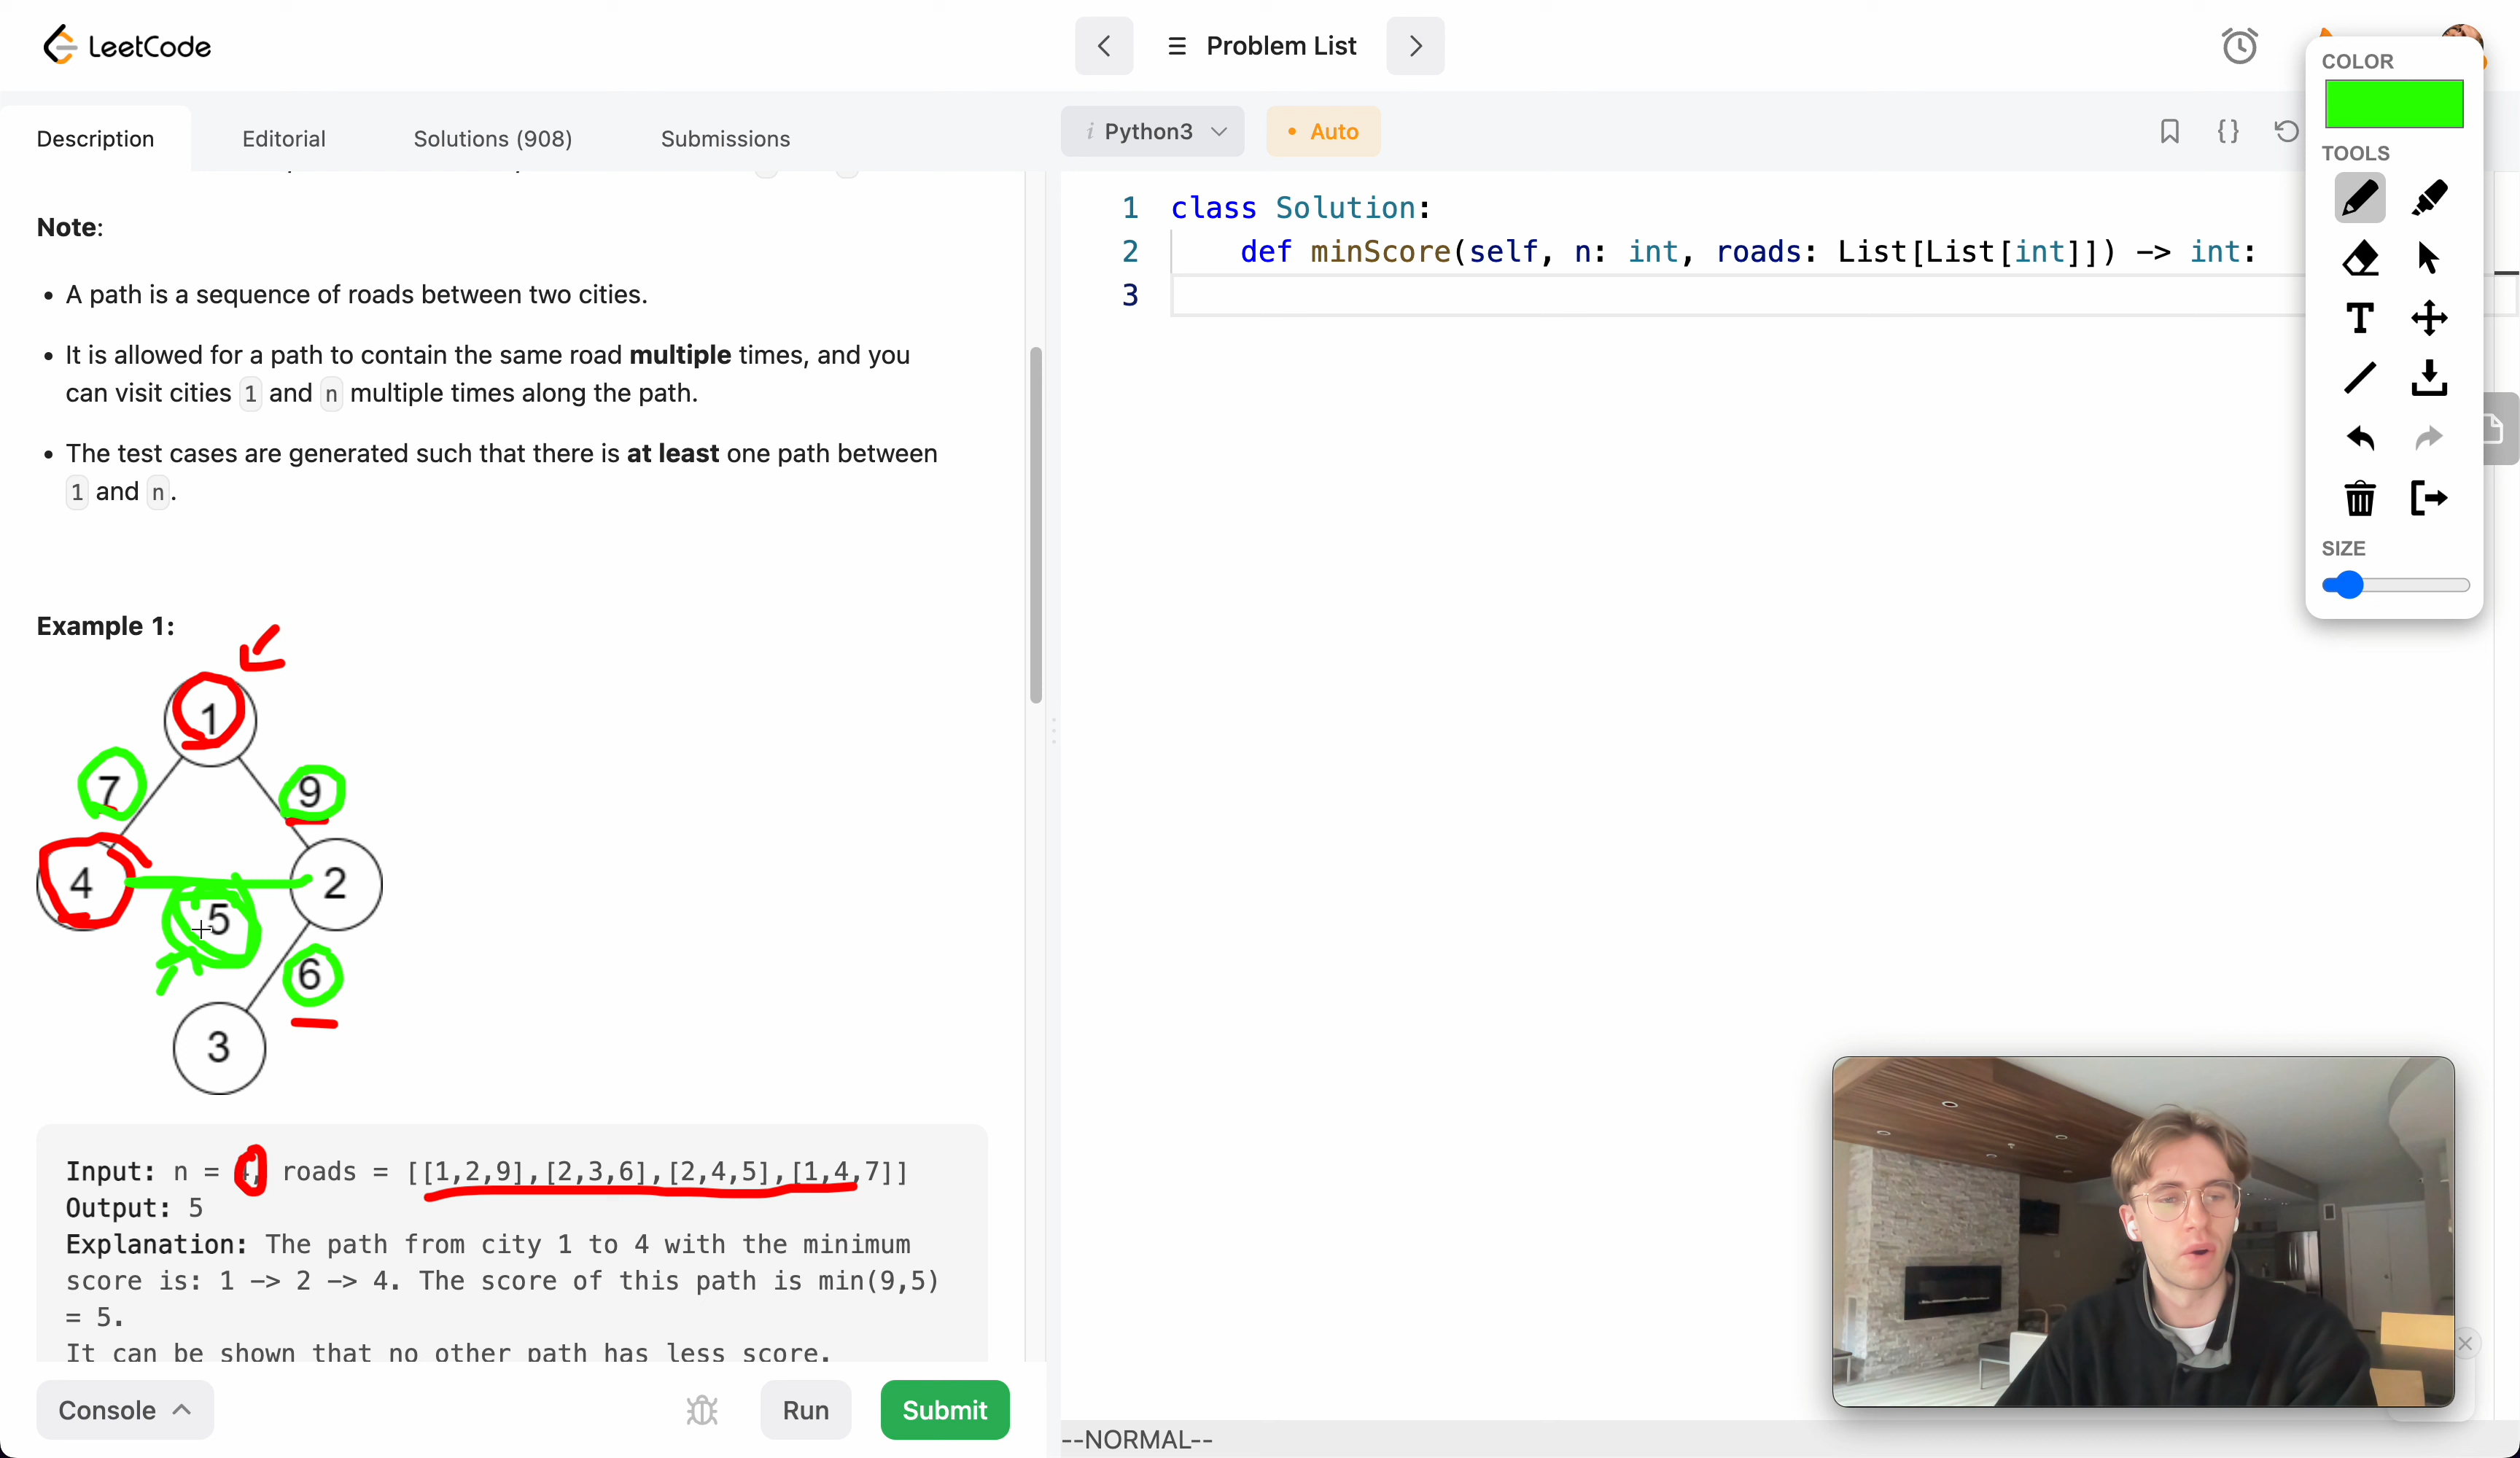 LeetCode
Problem List
Description
Editorial
Solutions (908)
Submissions
Note:
• A path is a sequence of roads between two cities.
• It is allowed for a path to contain the same road multiple times, and you
can visit cities 1 and n multiple times along the path.
• The test cases are generated such that there is at least one path between
1 and n.
Example 1:
1
7
9
4
2
5
6
3
Input: n = 4, roads = [[1,2,9],[2,3,6],[2,4,5],[1,4,7]]
Output: 5
Explanation: The path from city 1 to 4 with the minimum
score is: 1 -> 2 -> 4. The score of this path is min(9,5)
= 5.
It can be shown that no other path has less score.
Console
Run
Submit
i Python3
• Auto
{}
1 class Solution:
2 def minScore(self, n: int, roads: List[List[int]]) -> int:
3
--NORMAL--
COLOR
TOOLS
T
SIZE